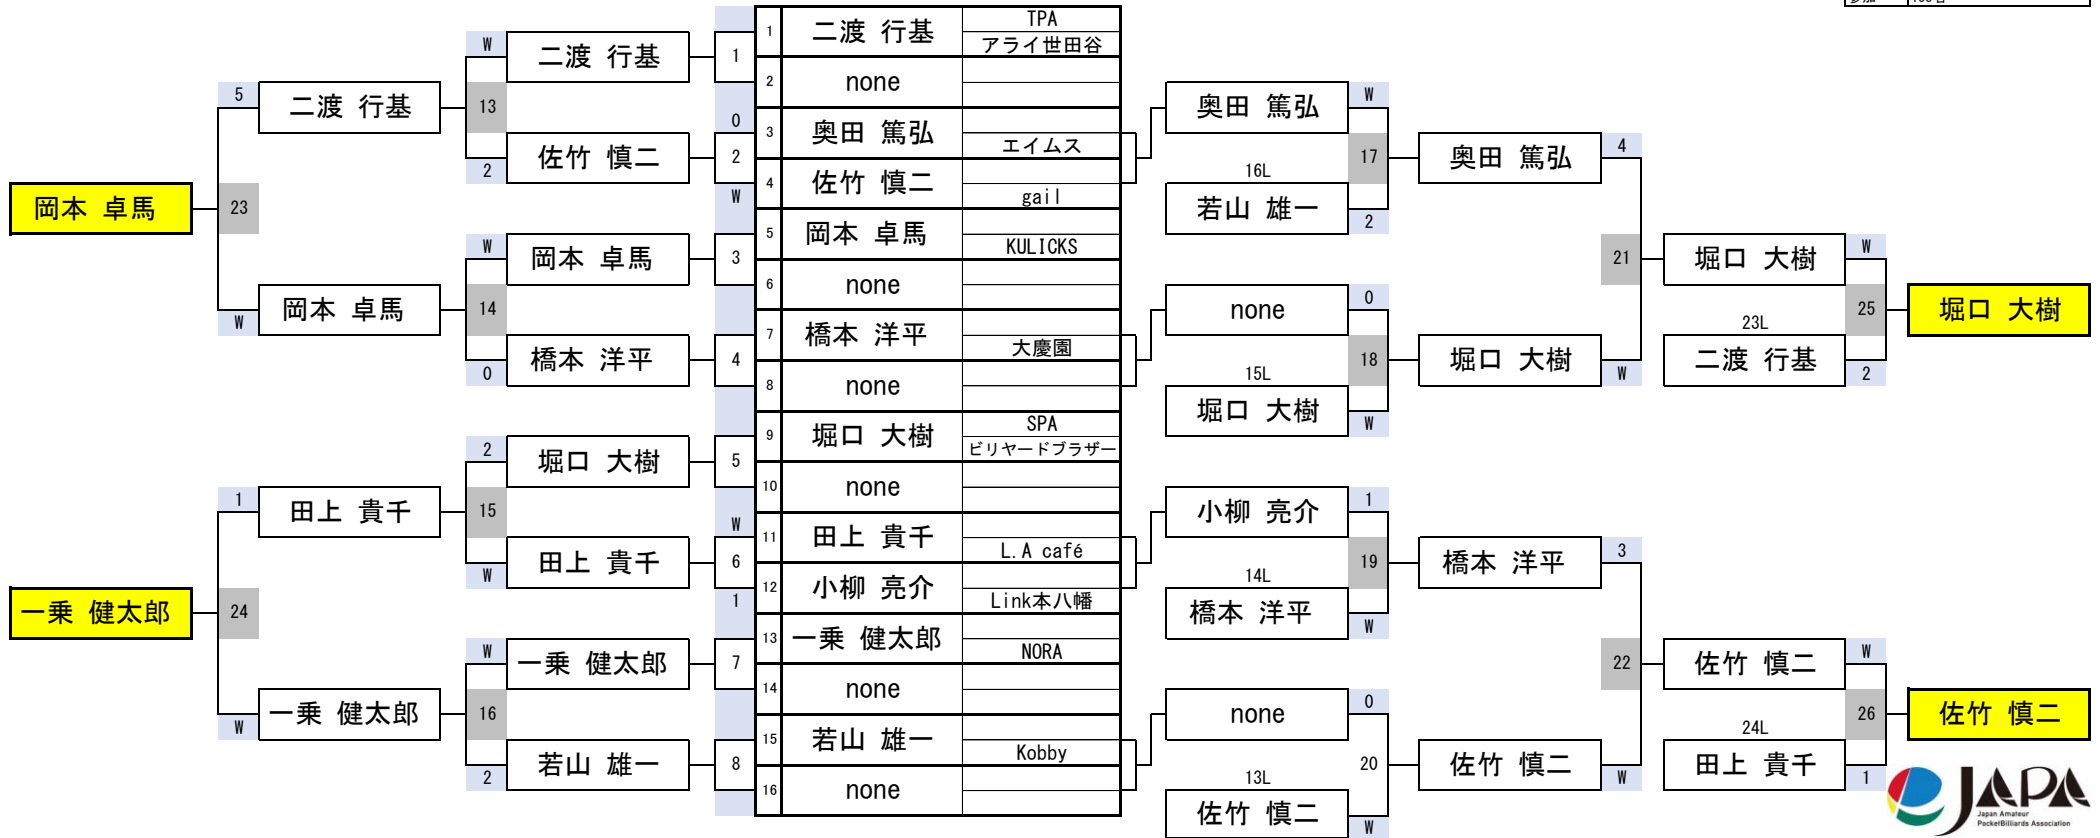 岡本 卓馬
23
一乗 健太郎
24
5
二渡 行基
岡本 卓馬
W
1
田上 貴千
一乗 健太郎
W
W
二渡 行基
13
佐竹 慎二
2
W
岡本 卓馬
14
橋本 洋平
0
2
堀口 大樹
15
田上 貴千
W
W
一乗 健太郎
16
若山 雄一
2
1
0
2
W
3
4
5
W
6
1
7
8
1 二渡 行基 TPA
アライ世田谷
2 none
3 奥田 篤弘 エイムス
4 佐竹 慎二 gail
5 岡本 卓馬 KULICKS
6 none
7 橋本 洋平 大慶園
8 none
9 堀口 大樹 SPA
ビリヤードブラザー
10 none
11 田上 貴千 L.A café
12 小柳 亮介 Link本八幡
13 一乗 健太郎 NORA
14 none
15 若山 雄一 Kobby
16 none
奥田 篤弘 W
17
16L
若山 雄一 2
none 0
18
15L
堀口 大樹 W
小柳 亮介 1
19
14L
橋本 洋平 W
none 0
20
13L
佐竹 慎二 W
奥田 篤弘 4
21
堀口 大樹 W
橋本 洋平 3
22
佐竹 慎二 W
堀口 大樹 W
25
23L
二渡 行基 2
佐竹 慎二 W
26
24L
田上 貴千 1
堀口 大樹
佐竹 慎二
JAPA
Japan Amateur
PocketBilliards Association